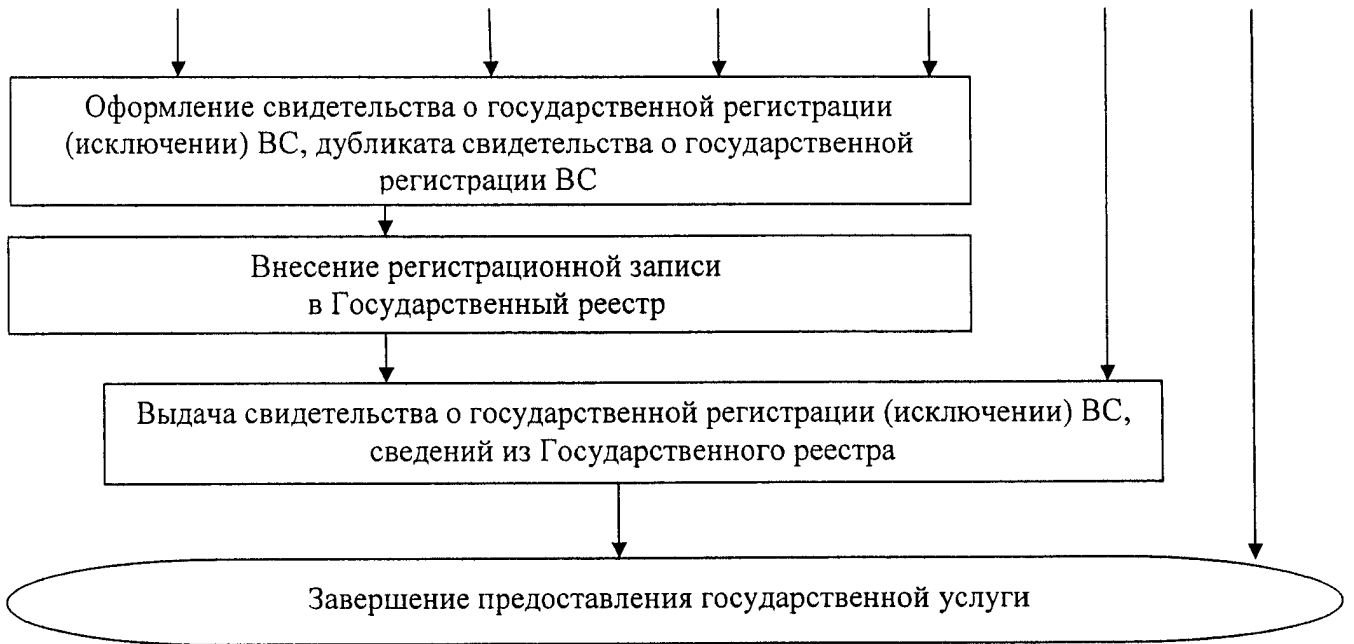 Оформление свидетельства о государственной регистрации
(исключении) ВС, дубликата свидетельства о государственной
регистрации ВС
Внесение регистрационной записи
в Государственный реестр
Выдача свидетельства о государственной регистрации (исключении) ВС,
сведений из Государственного реестра
Завершение предоставления государственной услуги